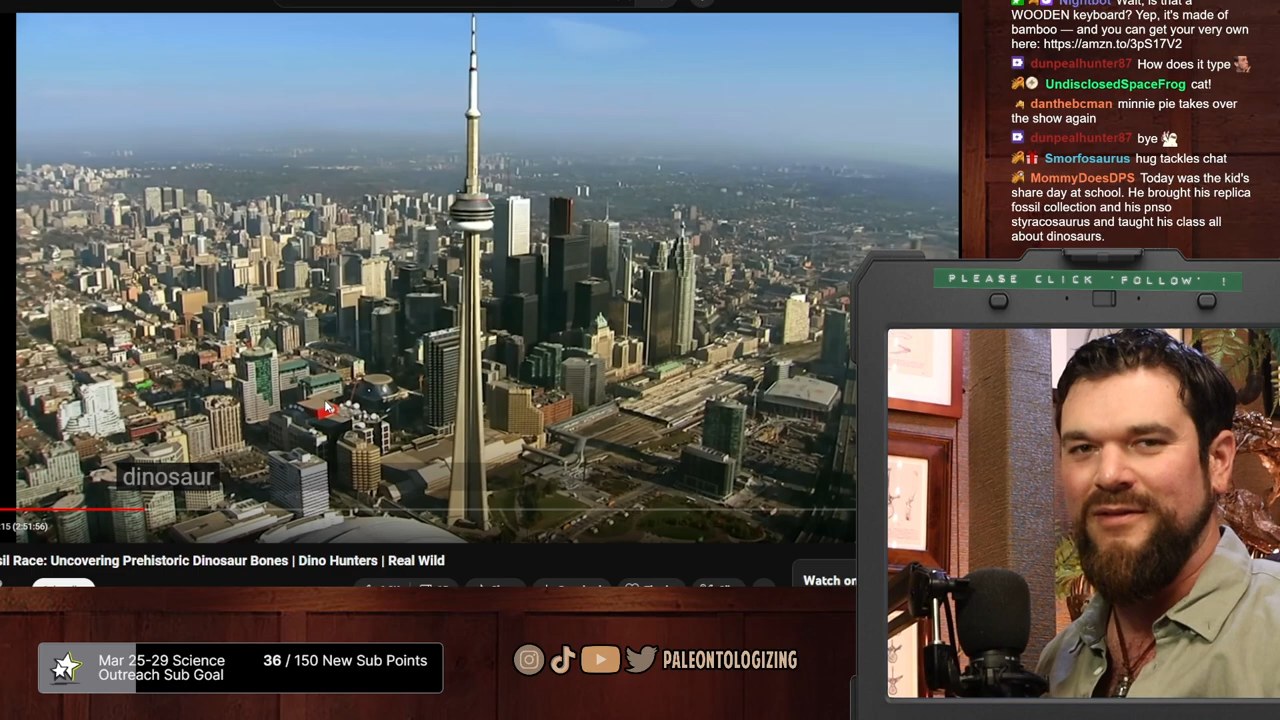 WOODEN keyboard? Yep, it's made of
bamboo — and you can get your very own
here: https://amzn.to/3pS17V2
dunpealhunter87 How does it type
UndisclosedSpaceFrog cat!
danthebcman minnie pie takes over
the show again
dunpealhunter87 bye
Smorfosaurus hug tackles chat
MommyDoesDPS Today was the kid's
share day at school. He brought his replica
fossil collection and his pnso
styracosaurus and taught his class all
about dinosaurs.
PLEASE CLICK 'FOLLOW' !
dinosaur
15 (2:51:56)
sil Race: Uncovering Prehistoric Dinosaur Bones | Dino Hunters | Real Wild
Watch on
Mar 25-29 Science
Outreach Sub Goal
36 / 150 New Sub Points
PALEONTOLOGIZING